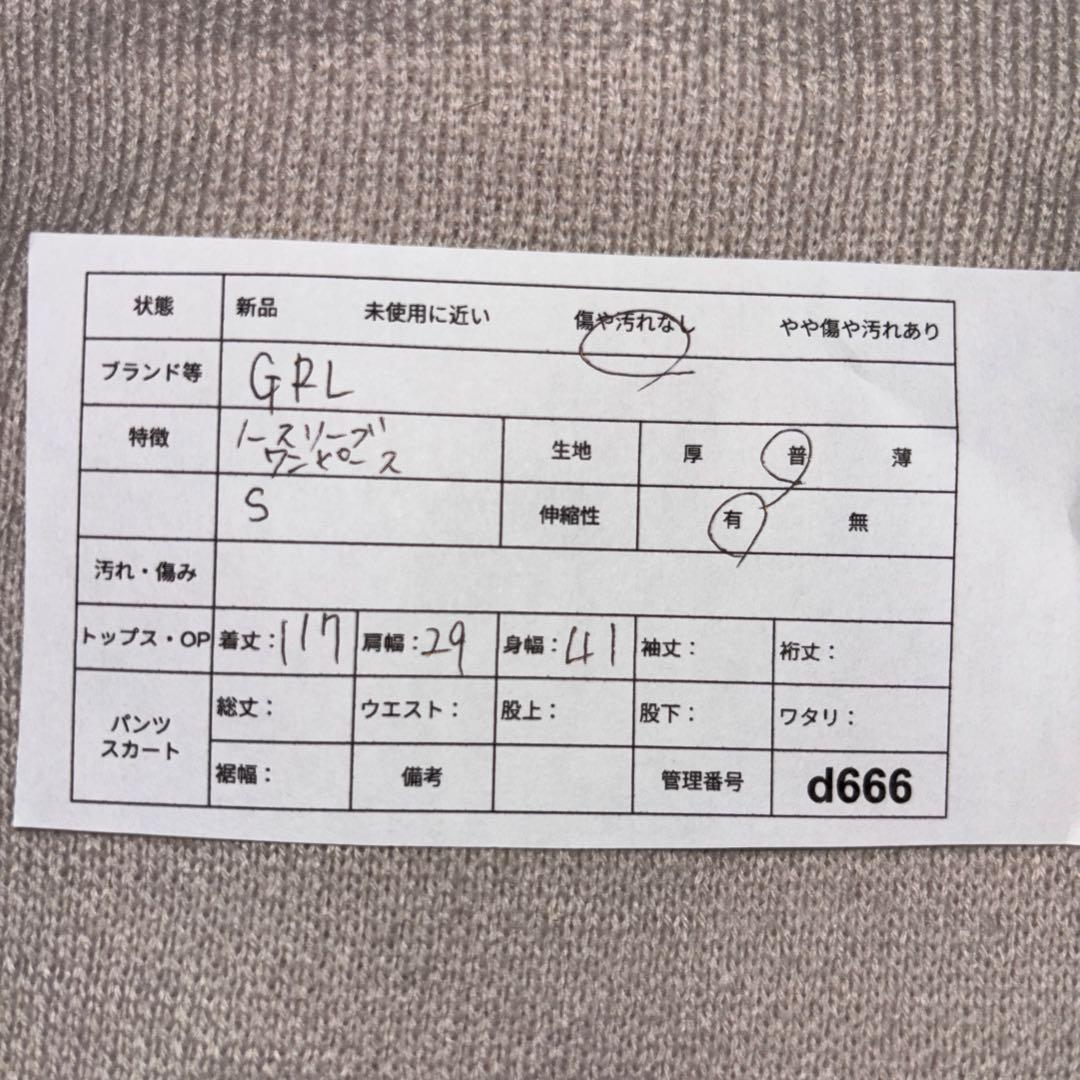 状態 新品 未使用に近い 傷や汚れなし やや傷や汚れあり
ブランド等 GRL
特徴 ノースリーブ
ワンピース
生地 厚 普 薄
S 伸縮性 有 無
汚れ・傷み
トップス・OP 着丈：117 肩幅：29 身幅：41 袖丈： 裄丈：
パンツ
スカート
総丈： ウエスト： 股上： 股下： ワタリ：
裾幅： 備考 管理番号 d666